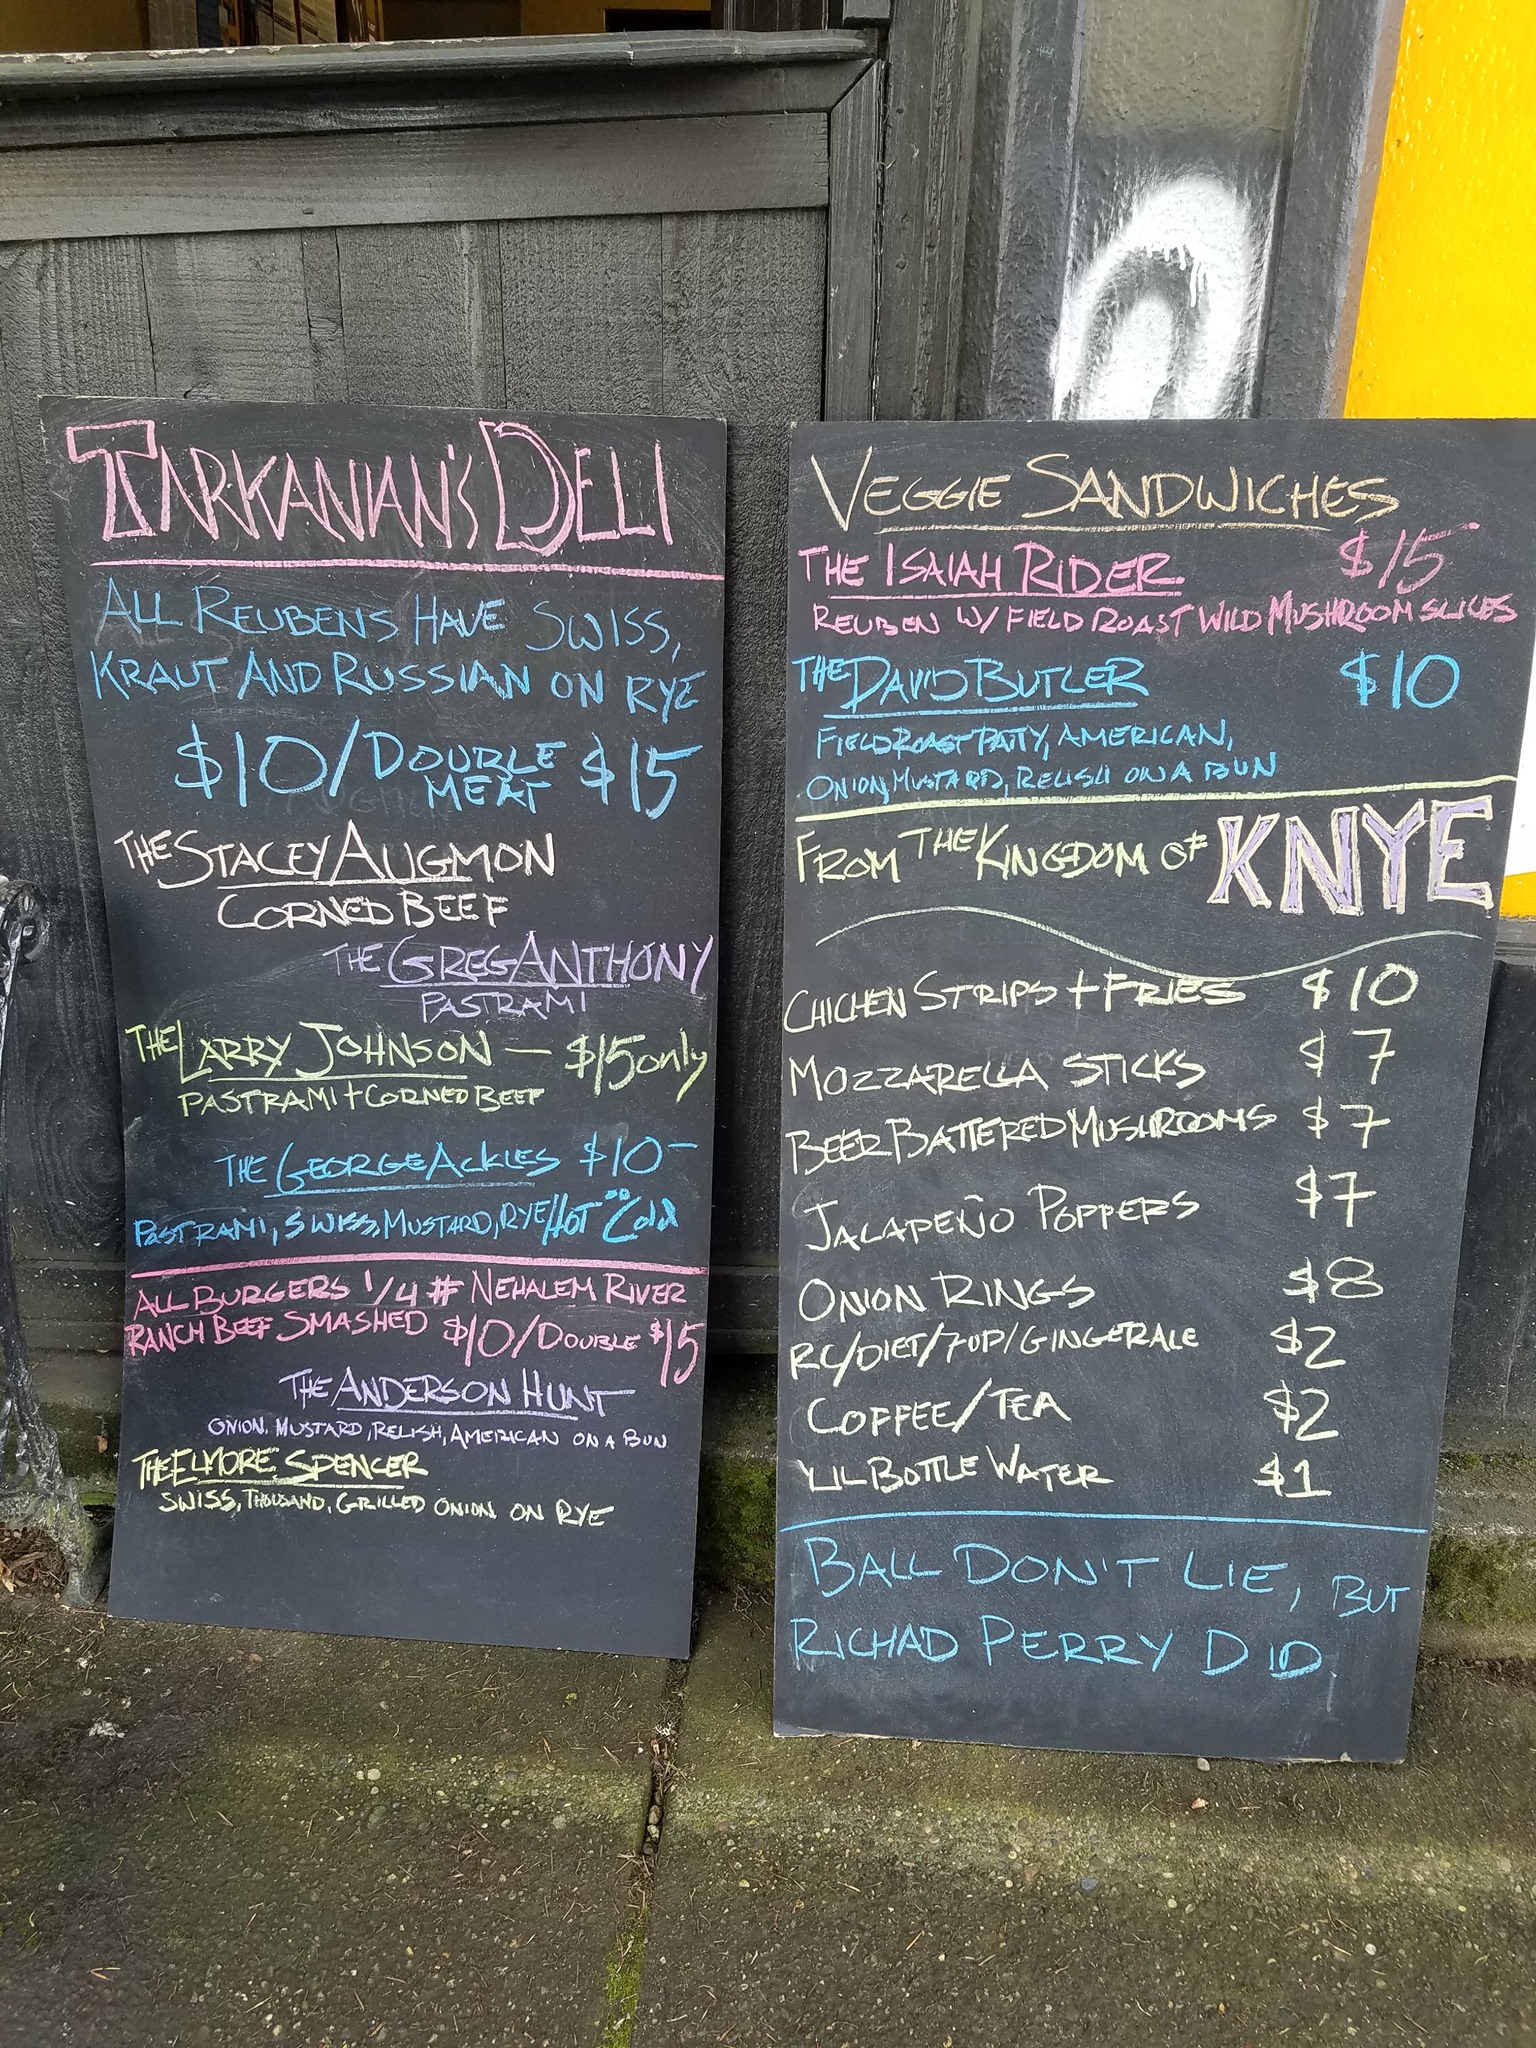 TARKANIAN'S DELI
ALL REUBENS HAVE SWISS,
KRAUT AND RUSSIAN ON RYE
$10/DOUBLE MEAT $15
THE STACEY AUGMON
CORNED BEEF
THE GREG ANTHONY
PASTRAMI
THE LARRY JOHNSON — $15 only
PASTRAMI + CORNED BEEF
THE GEORGE ACKLES $10-
PASTRAMI, SWISS, MUSTARD, RYE HOT or Cold
ALL BURGERS 1/4 # NEHALEM RIVER
RANCH BEEF SMASHED $10/DOUBLE $15
THE ANDERSON HUNT
ONION, MUSTARD, RELISH, AMERICAN ON A BUN
THE ELMORE SPENCER
SWISS, THOUSAND, GRILLED ONION ON RYE
VEGGIE SANDWICHES
THE ISAIAH RIDER $15
REUBEN W/ FIELD ROAST WILD MUSHROOM SLICES
THE DAVID BUTLER $10
FIELD ROAST PATTY, AMERICAN,
ONION, MUSTARD, RELISH ON A BUN
FROM THE KINGDOM OF KNYE
CHICKEN STRIPS + FRIES $10
MOZZARELLA STICKS $7
BEER BATTERED MUSHROOMS $7
JALAPEÑO POPPERS $7
ONION RINGS $8
RC/DIET/7UP/GINGERALE $2
COFFEE/TEA $2
'LIL BOTTLE WATER $1
BALL DON'T LIE, BUT
RICHAD PERRY DID